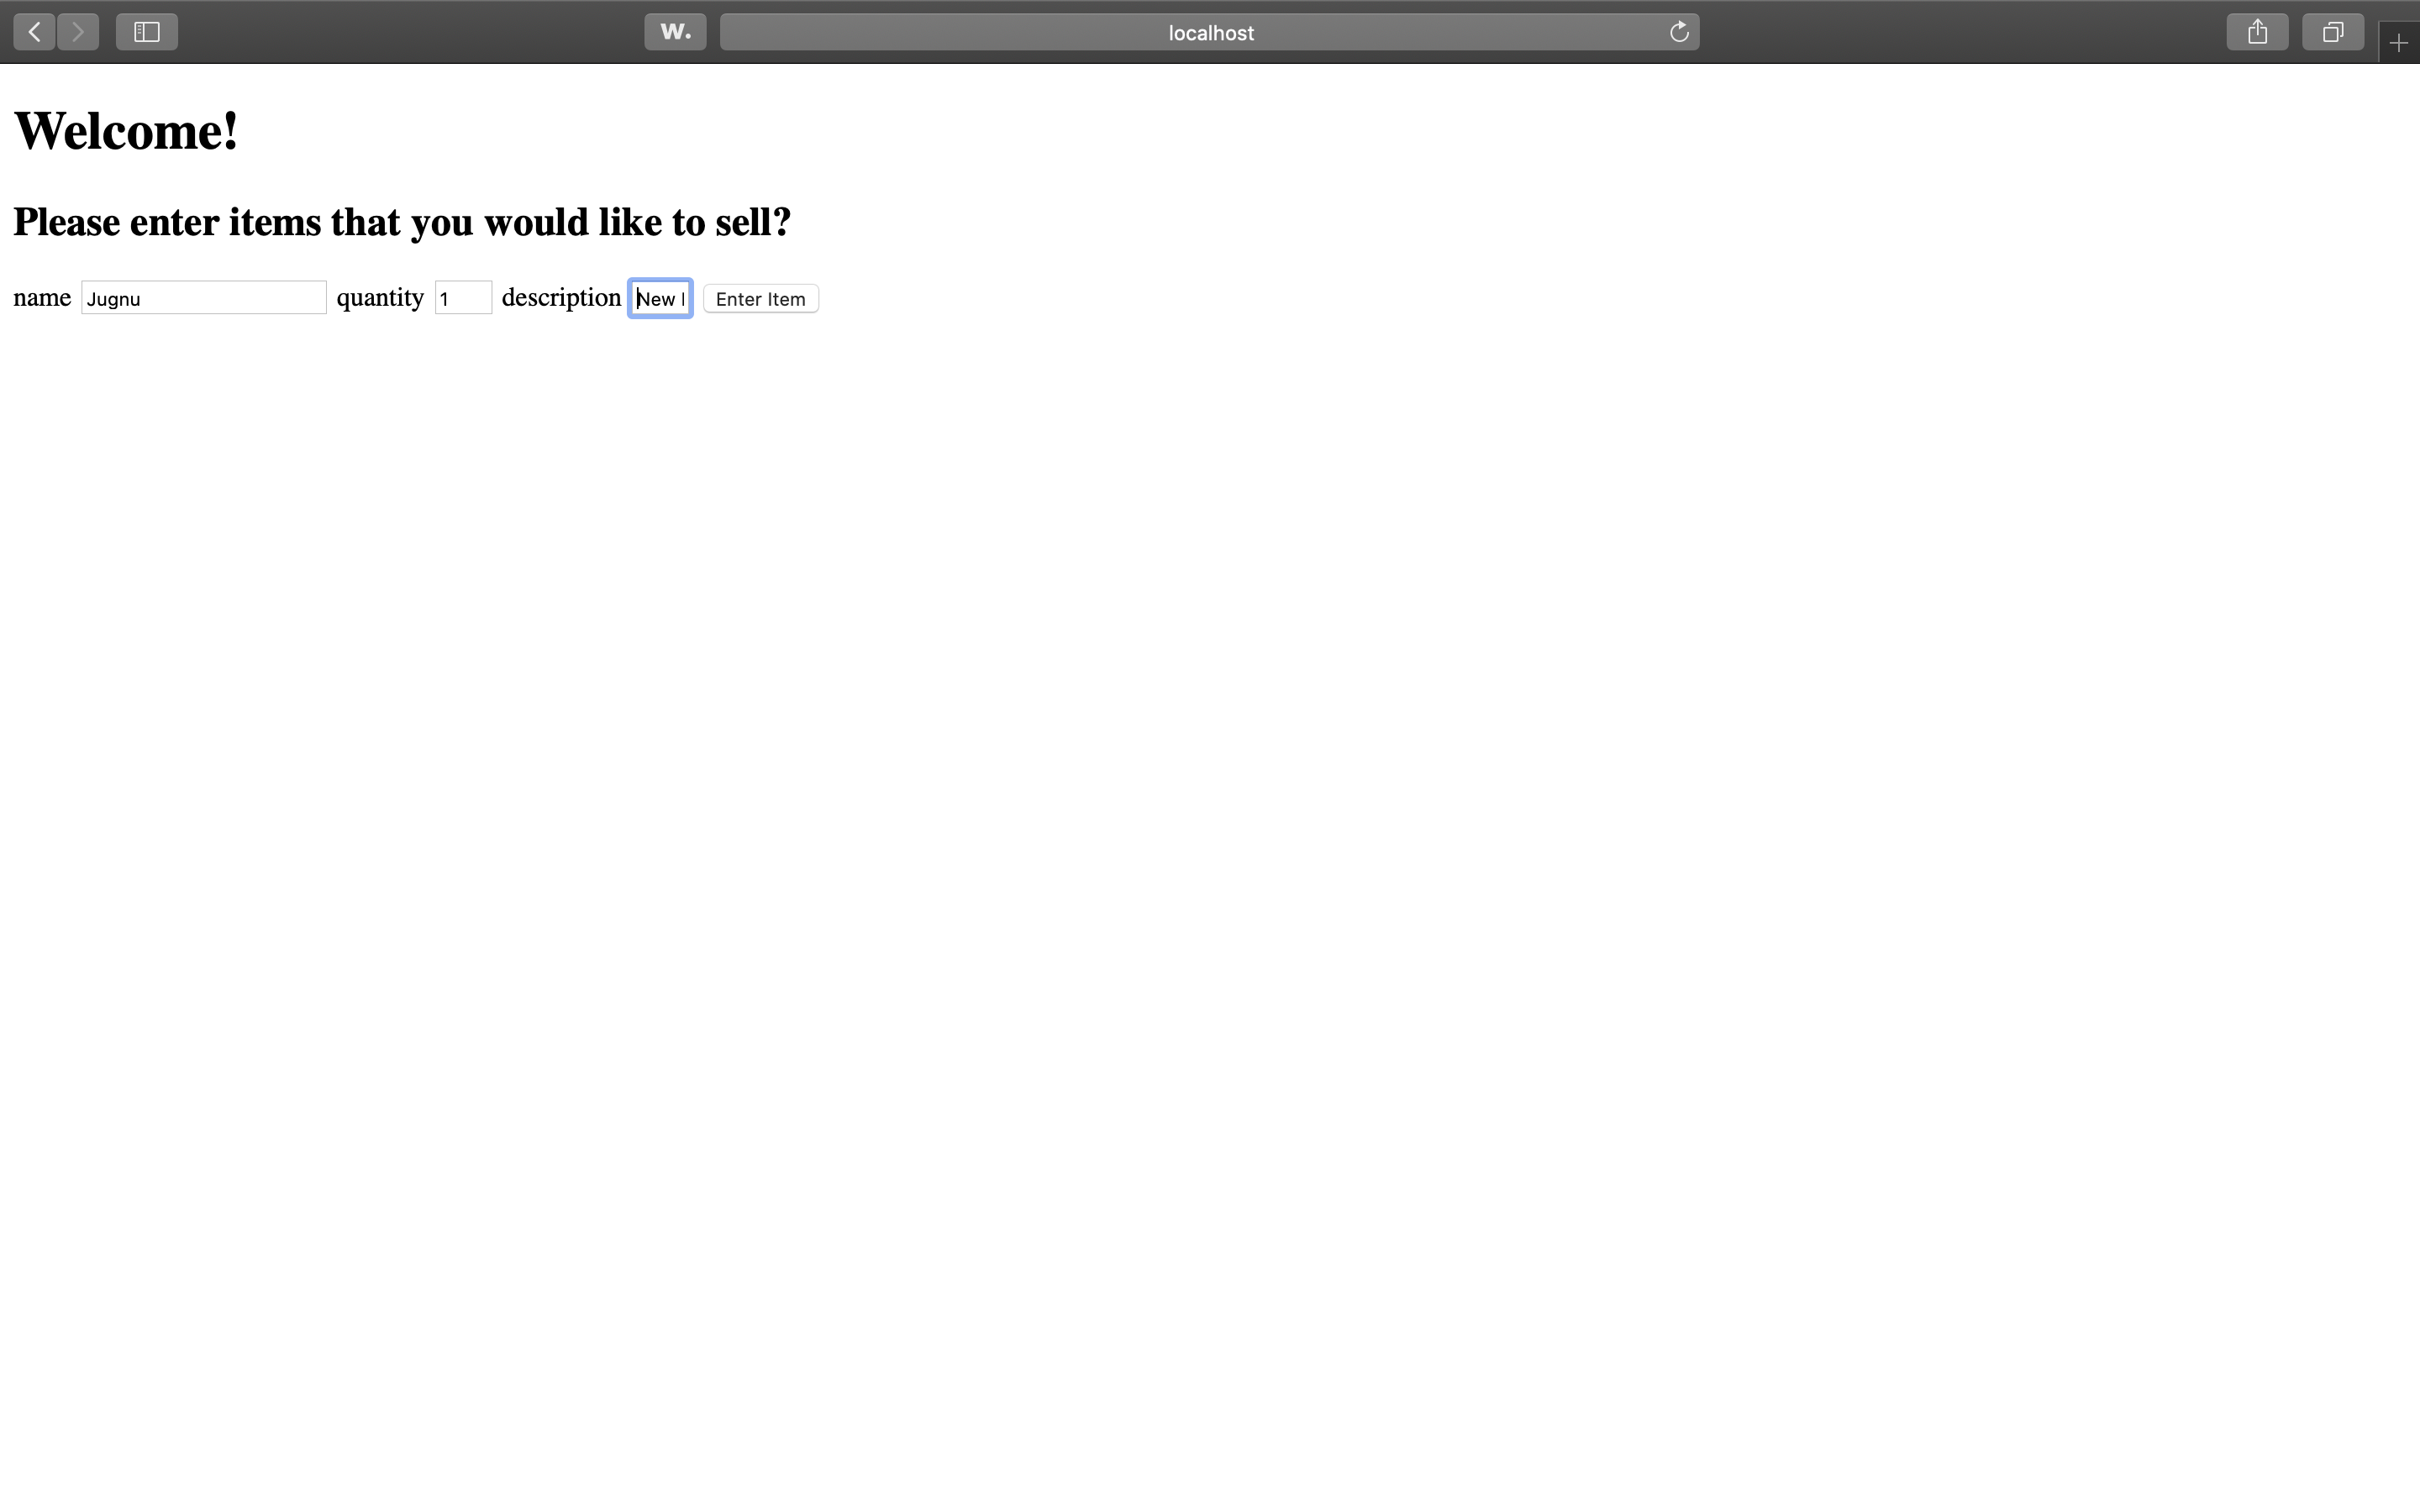 W. localhost
Welcome!
Please enter items that you would like to sell?
name Jugnu quantity 1 description New Enter Item